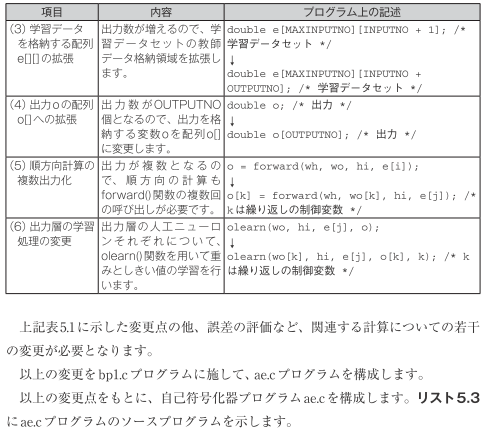 項目 内容 プログラム上の記述
(3) 学習データを格納する配列e[][]の拡張
出力数が増えるので、学習データセットの教師データ格納領域を拡張します。
double e[MAXINPUTNO][INPUTNO + 1]; /*
学習データセット */
↓
double e[MAXINPUTNO][INPUTNO +
OUTPUTNO]; /* 学習データセット */
(4) 出力oの配列o[]への拡張
出力数がOUTPUTNO個となるので、出力を格納する変数oを配列o[]に変更します。
double o; /* 出力 */
↓
double o[OUTPUTNO]; /* 出力 */
(5) 順方向計算の複数出力化
出力が複数となるので、順方向の計算もforward()関数の複数回の呼び出しが必要です。
o = forward(wh, wo, hi, e[i]);
↓
o[k] = forward(wh, wo[k], hi, e[j]); /*
kは繰り返しの制御変数 */
(6) 出力層の学習処理の変更
出力層の人工ニューロンそれぞれについて、olearn()関数を用いて重みとしきい値の学習を行います。
olearn(wo, hi, e[j], o);
↓
olearn(wo[k], hi, e[j], o[k], k); /* k
は繰り返しの制御変数 */
上記表5.1に示した変更点の他、誤差の評価など、関連する計算についての若干
の変更が必要となります。
以上の変更をbp1.cプログラムに施して、ae.cプログラムを構成します。
以上の変更点をもとに、自己符号化器プログラムae.cを構成します。リスト5.3
にae.cプログラムのソースプログラムを示します。